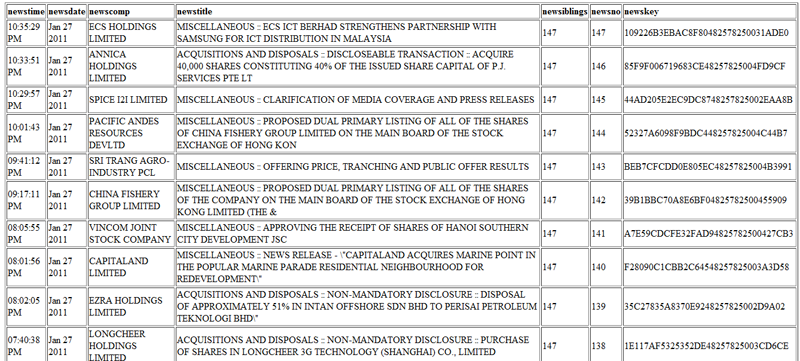 newstime newsdate newscomp newstitle newsiblings newsno newskey
10:35:29 PM Jan 27 2011 ECS HOLDINGS LIMITED MISCELLANEOUS :: ECS ICT BERHAD STRENGTHENS PARTNERSHIP WITH SAMSUNG FOR ICT DISTRIBUTION IN MALAYSIA 147 147 109226B3EBAC8F80482578250031ADE0
10:33:51 PM Jan 27 2011 ANNICA HOLDINGS LIMITED ACQUISITIONS AND DISPOSALS :: DISCLOSEABLE TRANSACTION :: ACQUIRE 40,000 SHARES CONSTITUTING 40% OF THE ISSUED SHARE CAPITAL OF P.J. SERVICES PTE LT 147 146 85F9F006719683CE48257825004FD9CF
10:29:57 PM Jan 27 2011 SPICE I2I LIMITED MISCELLANEOUS :: CLARIFICATION OF MEDIA COVERAGE AND PRESS RELEASES 147 145 44AD205E2EC9DC8748257825002EAA8B
10:01:43 PM Jan 27 2011 PACIFIC ANDES RESOURCES DEVLTD MISCELLANEOUS :: PROPOSED DUAL PRIMARY LISTING OF ALL OF THE SHARES OF CHINA FISHERY GROUP LIMITED ON THE MAIN BOARD OF THE STOCK EXCHANGE OF HONG KON 147 144 52327A6098F9BDC448257825004C44B7
09:41:12 PM Jan 27 2011 SRI TRANG AGRO-INDUSTRY PCL MISCELLANEOUS :: OFFERING PRICE, TRANCHING AND PUBLIC OFFER RESULTS 147 143 BEB7CFCDD0E805EC48257825004B3991
09:17:11 PM Jan 27 2011 CHINA FISHERY GROUP LIMITED MISCELLANEOUS :: PROPOSED DUAL PRIMARY LISTING OF ALL OF THE SHARES OF THE COMPANY ON THE MAIN BOARD OF THE STOCK EXCHANGE OF HONG KONG LIMITED (THE & 147 142 39B1BBC70A8E6BF04825782500455909
08:05:55 PM Jan 27 2011 VINCOM JOINT STOCK COMPANY MISCELLANEOUS :: APPROVING THE RECEIPT OF SHARES OF HANOI SOUTHERN CITY DEVELOPMENT JSC 147 141 A7E59CDCFE32FAD94825782500427CB3
08:01:56 PM Jan 27 2011 CAPITALAND LIMITED MISCELLANEOUS :: NEWS RELEASE - \"CAPITALAND ACQUIRES MARINE POINT IN THE POPULAR MARINE PARADE RESIDENTIAL NEIGHBOURHOOD FOR REDEVELOPMENT\" 147 140 F28090C1CBB2C64548257825003A3D58
08:02:05 PM Jan 27 2011 EZRA HOLDINGS LIMITED ACQUISITIONS AND DISPOSALS :: NON-MANDATORY DISCLOSURE :: DISPOSAL OF APPROXIMATELY 51% IN INTAN OFFSHORE SDN BHD TO PERISAI PETROLEUM TEKNOLOGI BHD\" 147 139 35C27835A8370E9248257825002D9A02
07:40:38 PM Jan 27 2011 LONGCHEER HOLDINGS LIMITED ACQUISITIONS AND DISPOSALS :: NON-MANDATORY DISCLOSURE :: PURCHASE OF SHARES IN LONGCHEER 3G TECHNOLOGY (SHANGHAI) CO., LIMITED 147 138 1E117AF5325352DE48257825003CD6CE